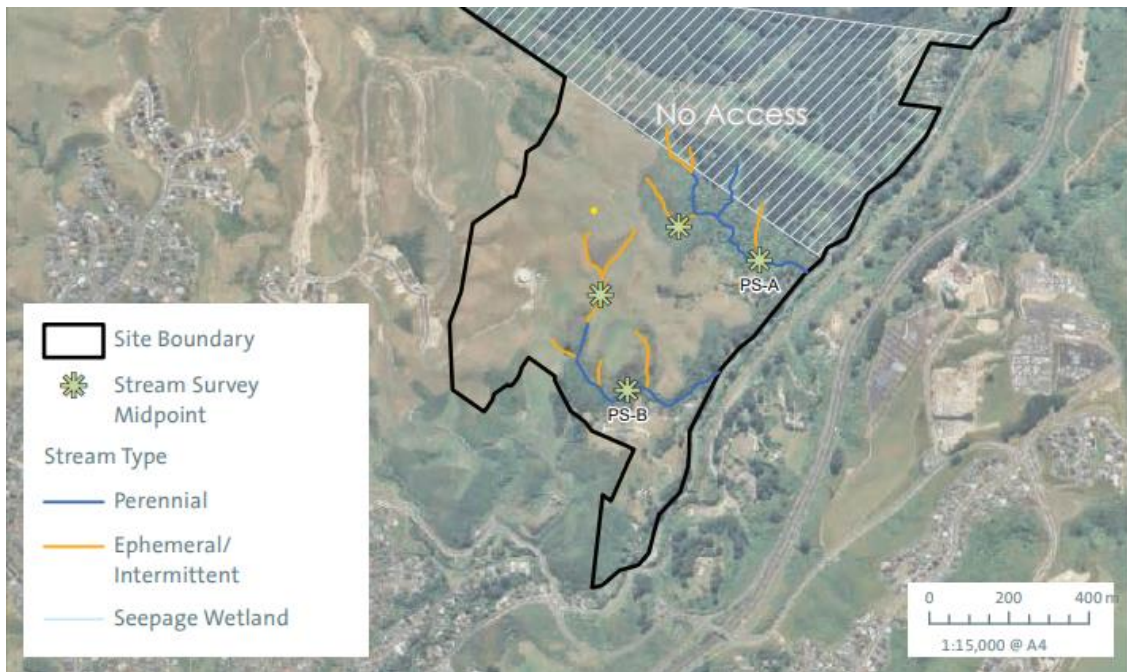 No Access
PS-A
PS-B
Site Boundary
Stream Survey
Midpoint
Stream Type
Perennial
Ephemeral/
Intermittent
Seepage Wetland
0 200 400 m
1:15,000 @ A4